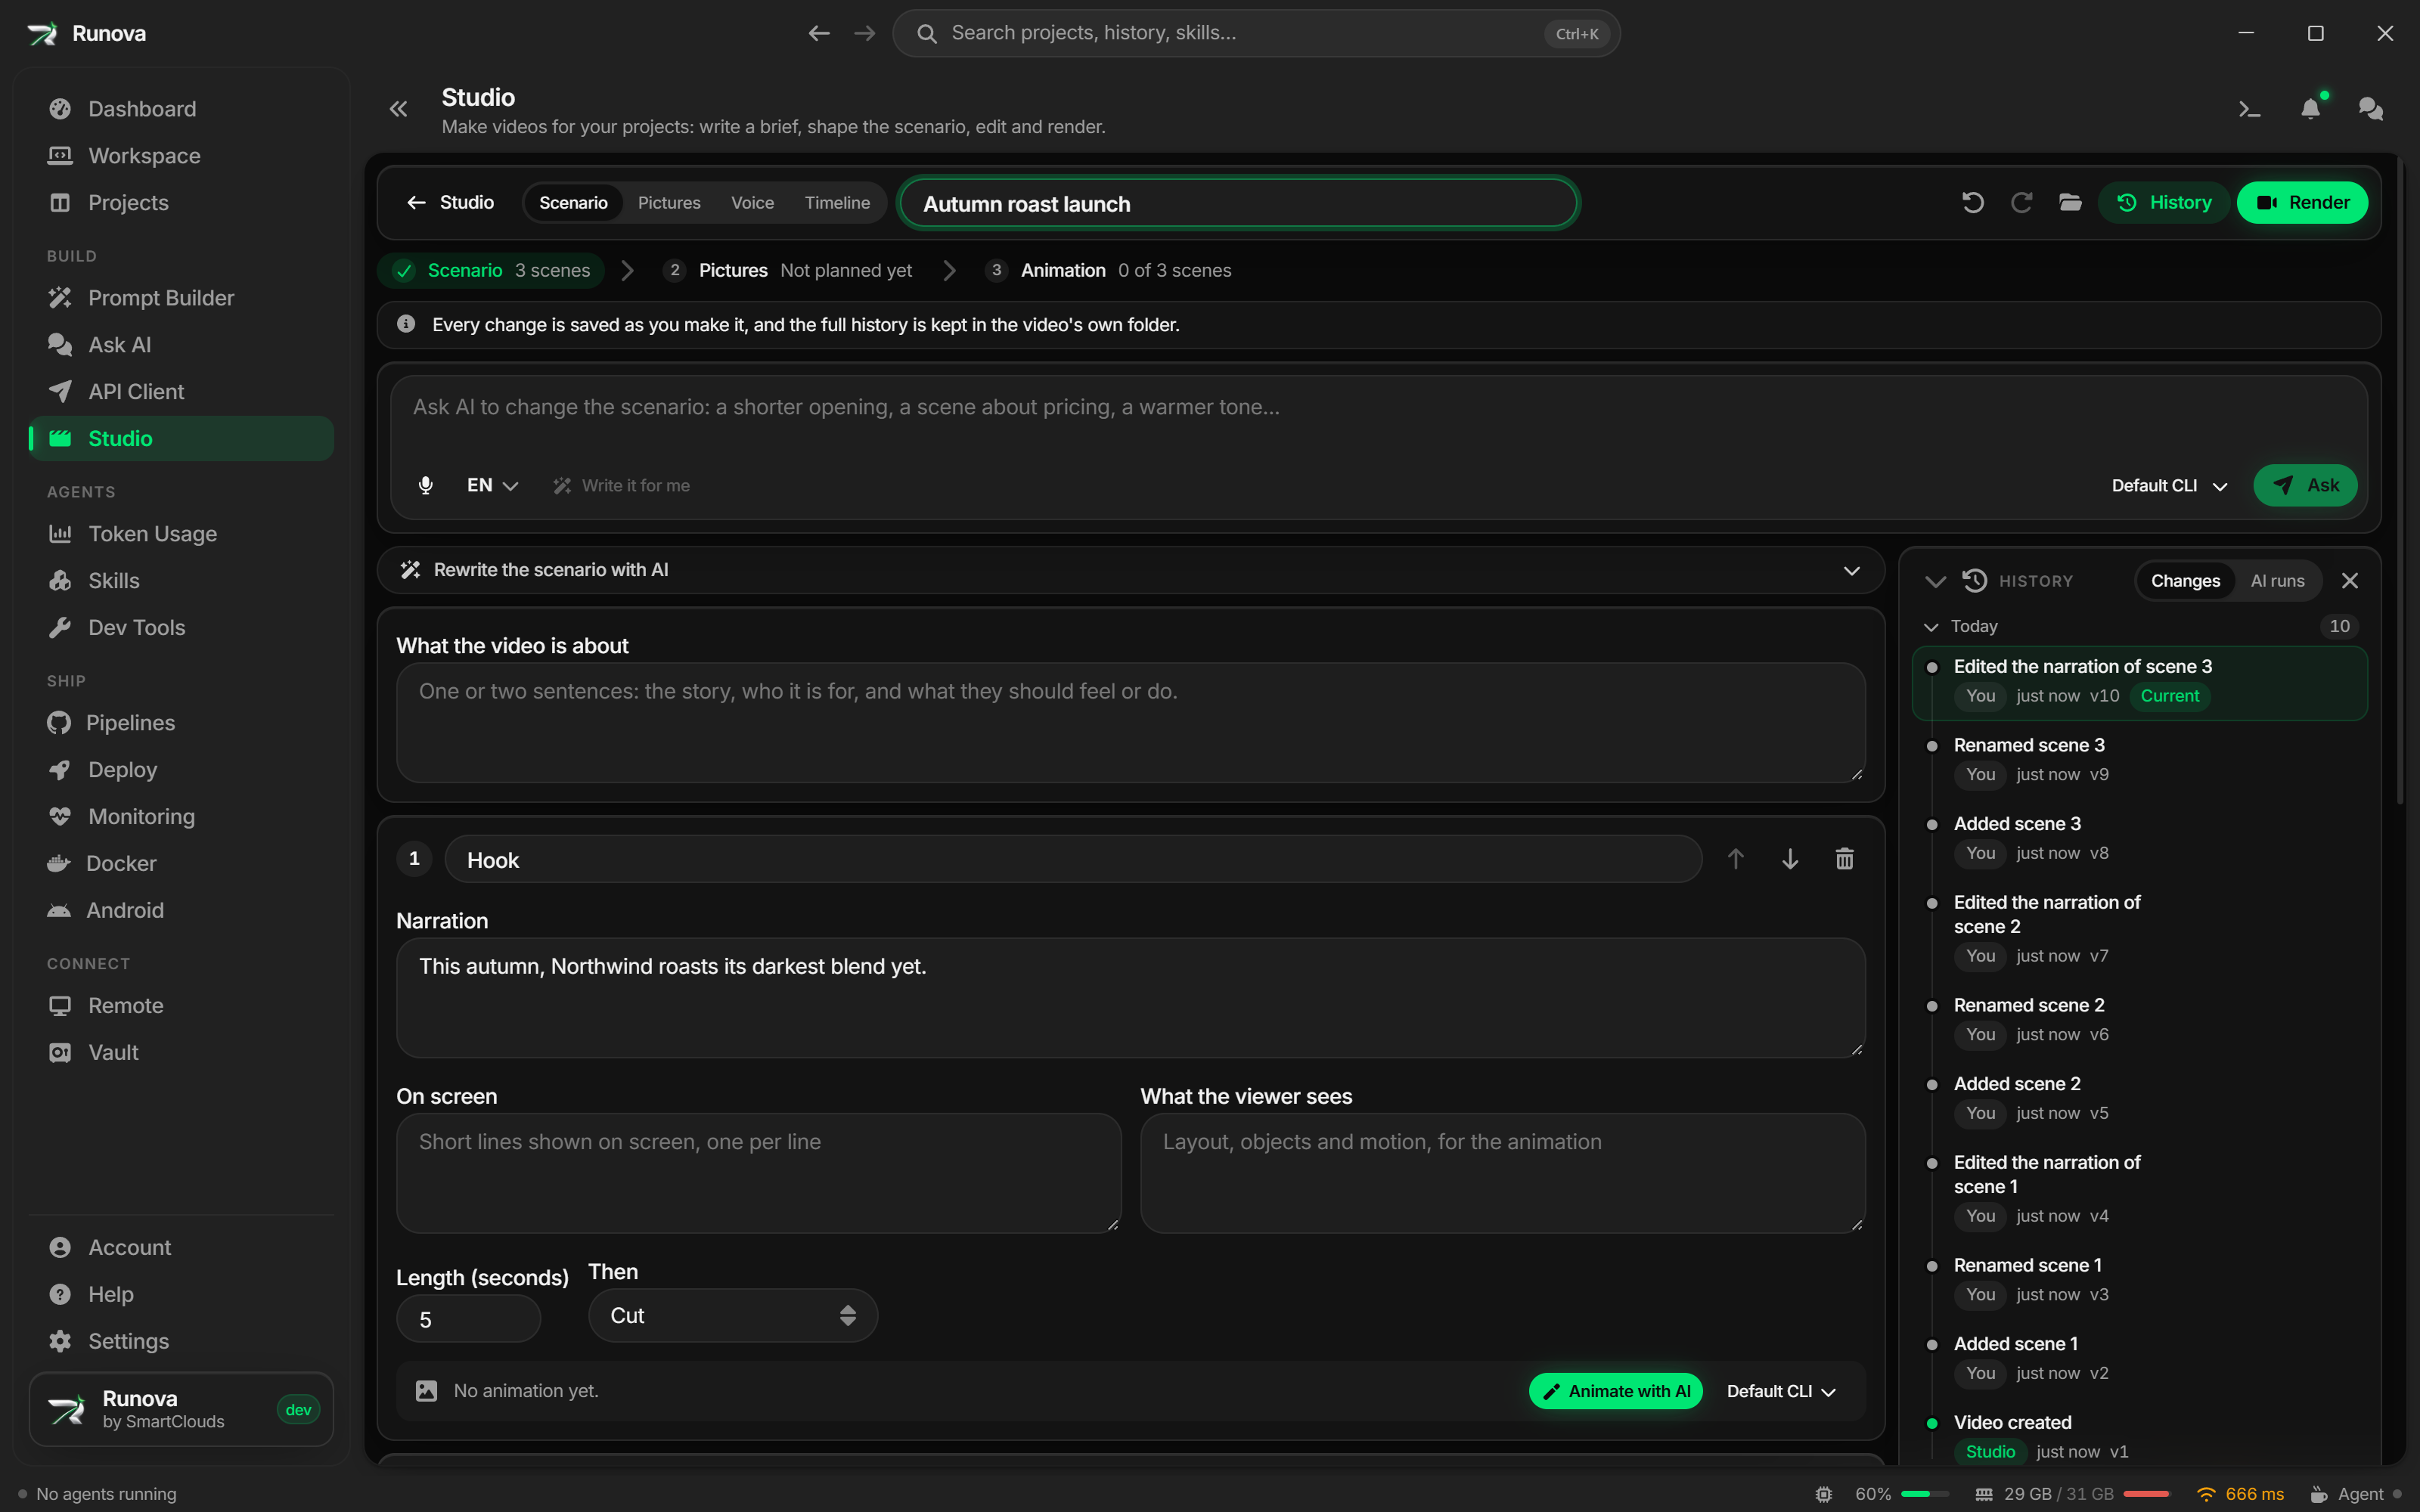 Runova
Search projects, history, skills...
Ctrl+K
Dashboard
Workspace
Projects
BUILD
Prompt Builder
Ask AI
API Client
Studio
AGENTS
Token Usage
Skills
Dev Tools
SHIP
Pipelines
Deploy
Monitoring
Docker
Android
CONNECT
Remote
Vault
Account
Help
Settings
Runova
by SmartClouds
dev
Studio
Make videos for your projects: write a brief, shape the scenario, edit and render.
Studio
Scenario
Pictures
Voice
Timeline
Autumn roast launch
History
Render
Scenario 3 scenes
2 Pictures Not planned yet
3 Animation 0 of 3 scenes
Every change is saved as you make it, and the full history is kept in the video's own folder.
Ask AI to change the scenario: a shorter opening, a scene about pricing, a warmer tone...
EN
Write it for me
Default CLI
Ask
Rewrite the scenario with AI
What the video is about
One or two sentences: the story, who it is for, and what they should feel or do.
1
Hook
Narration
This autumn, Northwind roasts its darkest blend yet.
On screen
Short lines shown on screen, one per line
What the viewer sees
Layout, objects and motion, for the animation
Length (seconds)
5
Then
Cut
No animation yet.
Animate with AI
Default CLI
HISTORY
Changes
AI runs
Today
10
Edited the narration of scene 3
You just now v10 Current
Renamed scene 3
You just now v9
Added scene 3
You just now v8
Edited the narration of
scene 2
You just now v7
Renamed scene 2
You just now v6
Added scene 2
You just now v5
Edited the narration of
scene 1
You just now v4
Renamed scene 1
You just now v3
Added scene 1
You just now v2
Video created
Studio just now v1
No agents running
60%
29 GB / 31 GB
666 ms
Agent